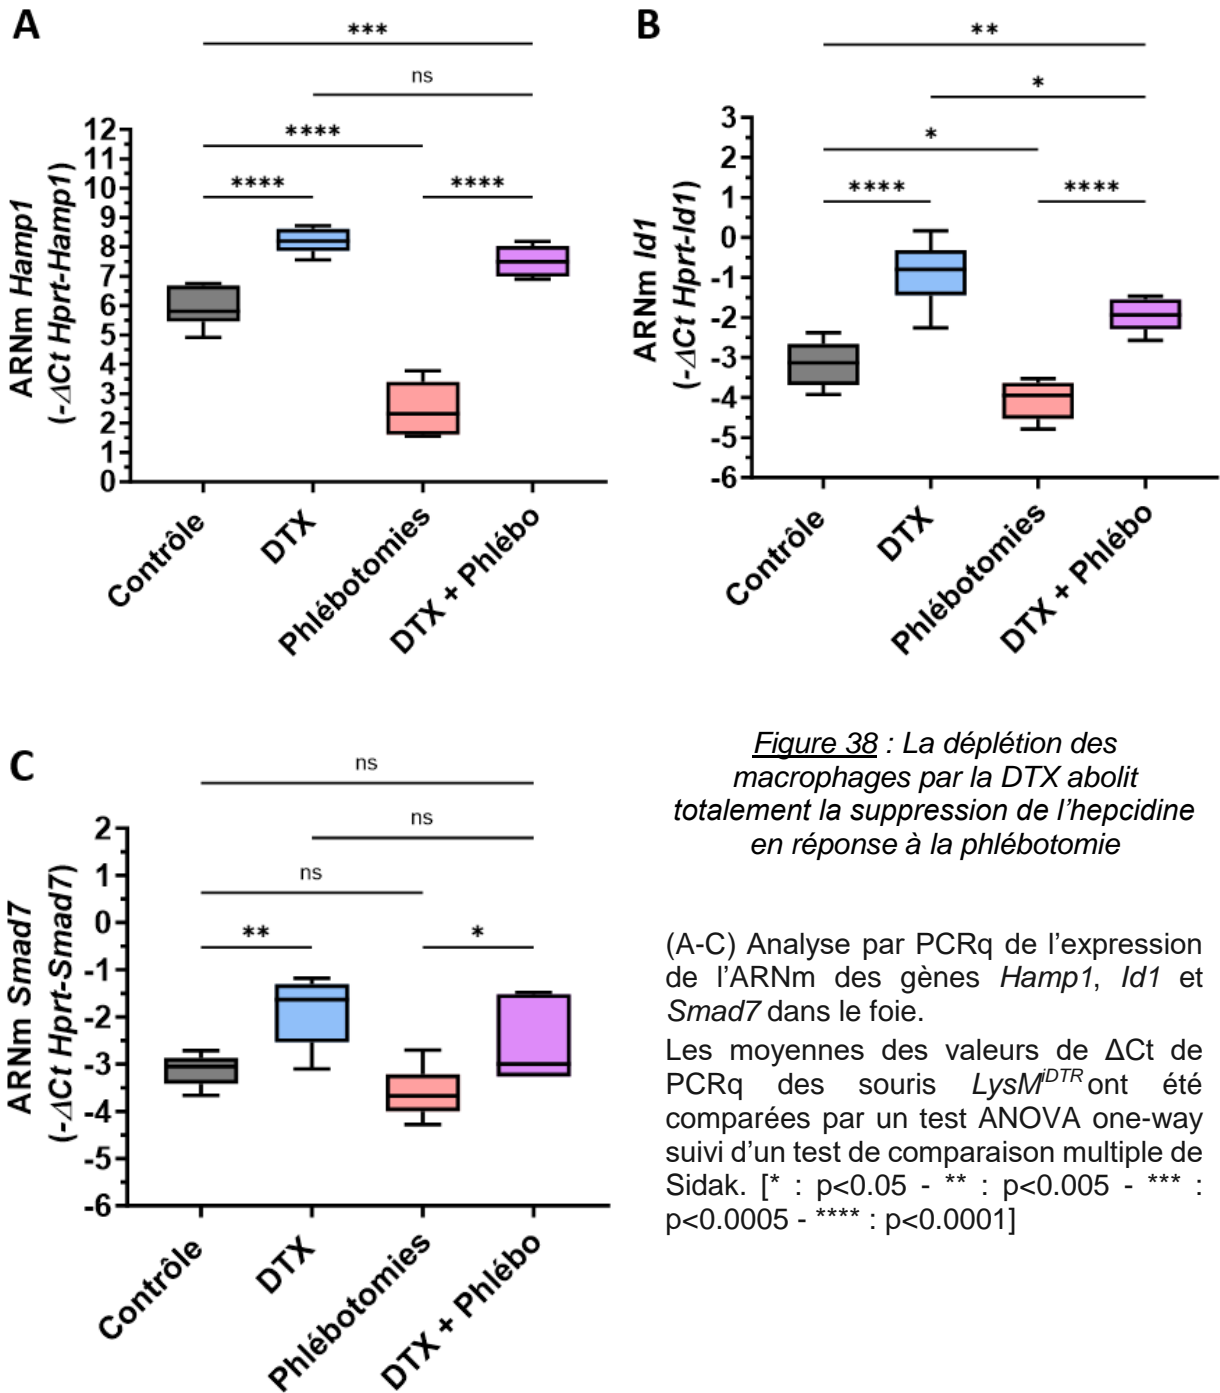 A
***
ns
****
****
****
12
11
10
9
8
7
6
5
4
3
2
1
0
ARNm Hamp1
(-ΔCt Hprt-Hamp1)
Contrôle
DTX
Phlébotomies
DTX + Phlébo
B
**
*
*
****
****
3
2
1
0
-1
-2
-3
-4
-5
-6
ARNm Id1
(-ΔCt Hprt-Id1)
Contrôle
DTX
Phlébotomies
DTX + Phlébo
C
ns
ns
ns
**
*
2
1
0
-1
-2
-3
-4
-5
-6
ARNm Smad7
(-ΔCt Hprt-Smad7)
Contrôle
DTX
Phlébotomies
DTX + Phlébo
Figure 38 : La déplétion des
macrophages par la DTX abolit
totalement la suppression de l’hepcidine
en réponse à la phlébotomie
(A-C) Analyse par PCRq de l’expression
de l’ARNm des gènes Hamp1, Id1 et
Smad7 dans le foie.
Les moyennes des valeurs de ΔCt de
PCRq des souris LysMiDTR ont été
comparées par un test ANOVA one-way
suivi d’un test de comparaison multiple de
Sidak. [* : p<0.05 - ** : p<0.005 - *** :
p<0.0005 - **** : p<0.0001]